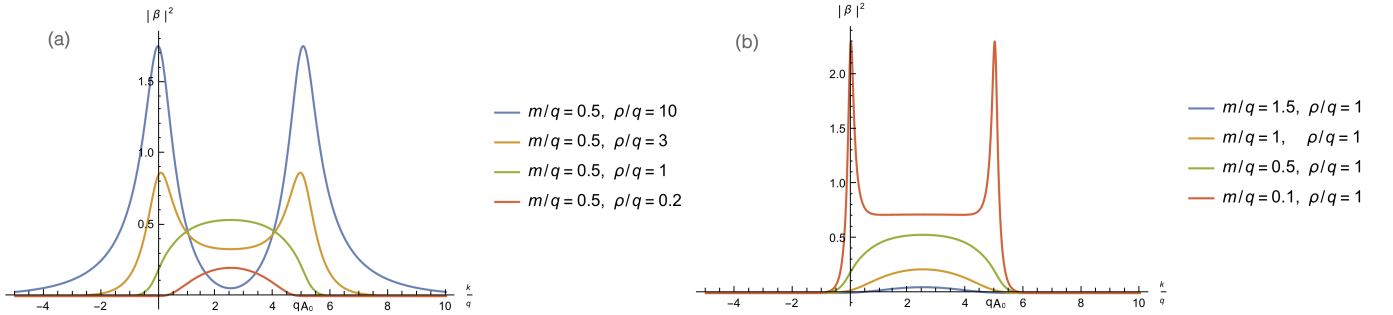 (a)
| β | ²
1.5
1.0
0.5
−4
−2
0
2
4
qA₀
6
8
10
k
q
m/q = 0.5, ρ/q = 10
m/q = 0.5, ρ/q = 3
m/q = 0.5, ρ/q = 1
m/q = 0.5, ρ/q = 0.2
(b)
| β | ²
2.0
1.5
1.0
0.5
−4
−2
0
2
4
qA₀
6
8
10
k
q
m/q = 1.5, ρ/q = 1
m/q = 1, ρ/q = 1
m/q = 0.5, ρ/q = 1
m/q = 0.1, ρ/q = 1